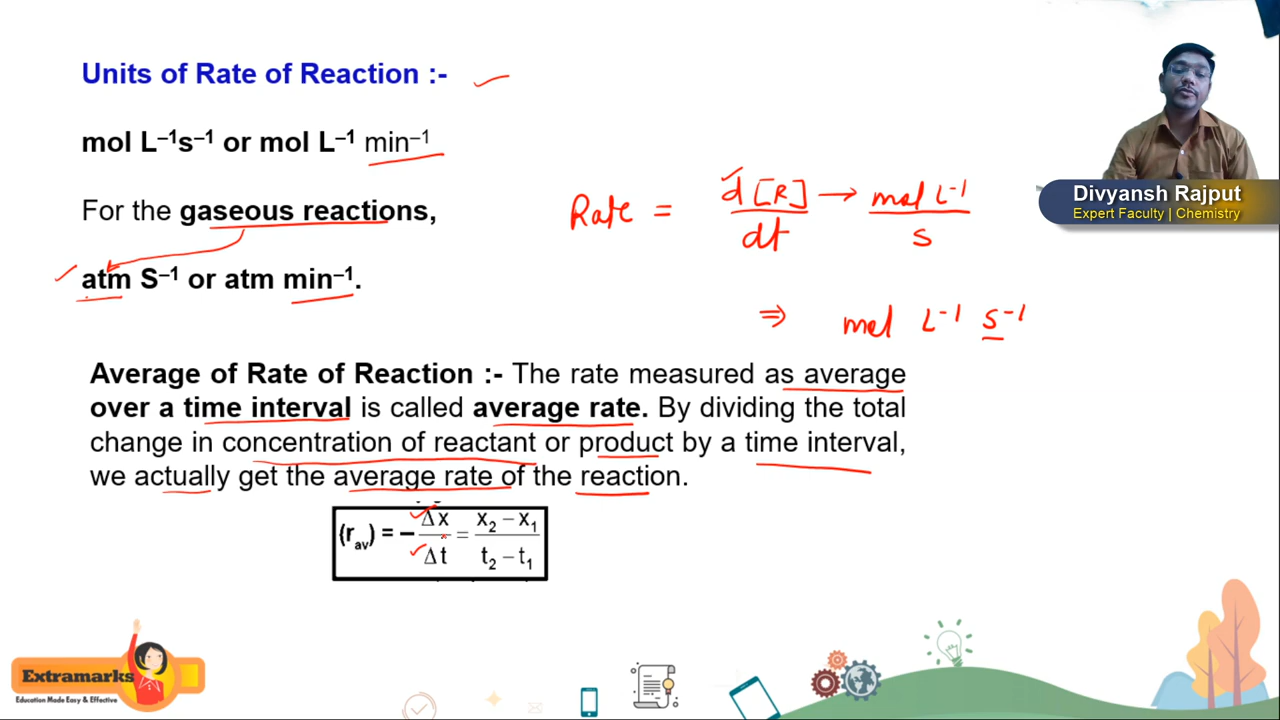 Units of Rate of Reaction :-
mol L⁻¹s⁻¹ or mol L⁻¹ min⁻¹
For the gaseous reactions,
atm S⁻¹ or atm min⁻¹.
Rate = d[R]/dt → mol L⁻¹/s
⇒ mol L⁻¹ S⁻¹
Divyansh Rajput
Expert Faculty | Chemistry
Average of Rate of Reaction :- The rate measured as average
over a time interval is called average rate. By dividing the total
change in concentration of reactant or product by a time interval,
we actually get the average rate of the reaction.
(rₐᵥ) = −Δx/Δt = x₂ − x₁/t₂ − t₁
Extramarks
Education Made Easy & Effective